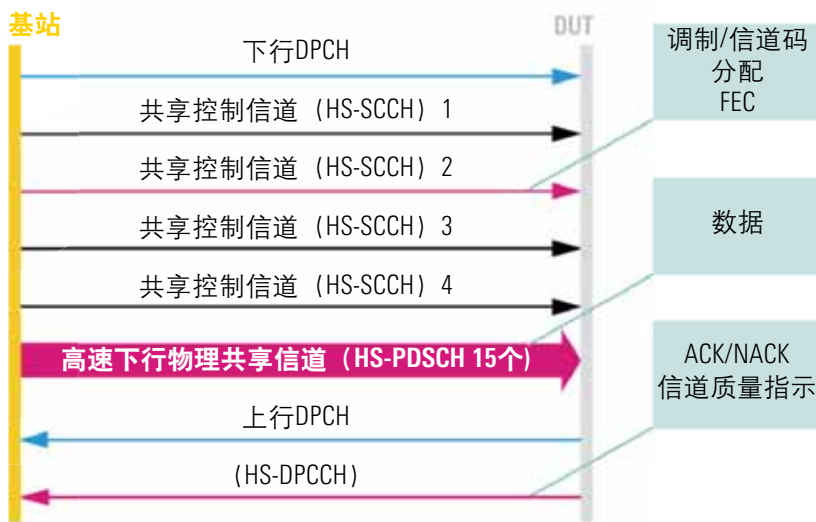 基站
DUT
下行DPCH
共享控制信道（HS-SCCH）1
共享控制信道（HS-SCCH）2
共享控制信道（HS-SCCH）3
共享控制信道（HS-SCCH）4
高速下行物理共享信道（HS-PDSCH 15个)
上行DPCH
(HS-DPCCH)
调制/信道码
分配
FEC
数据
ACK/NACK
信道质量指示